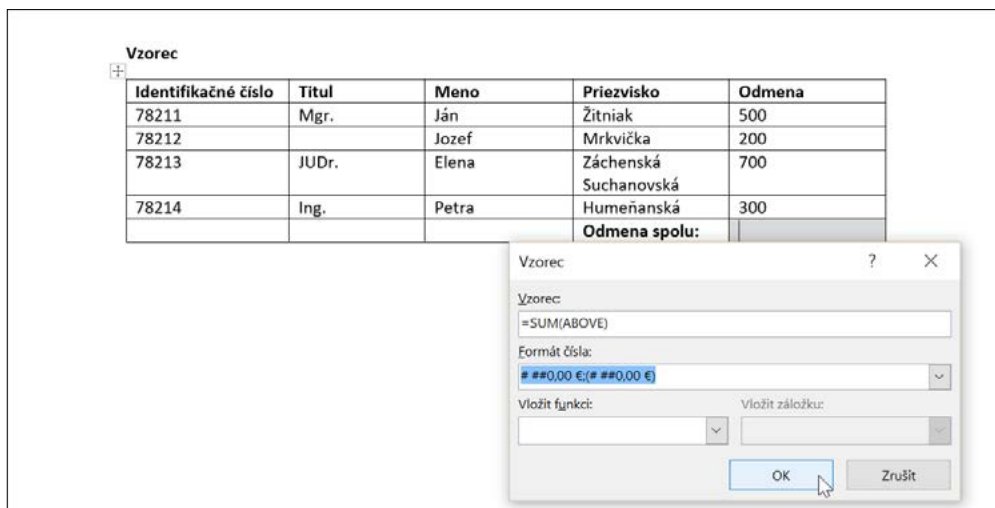 Vzorec
Identifikačné číslo Titul Meno Priezvisko Odmena
78211 Mgr. Ján Žitniak 500
78212 Jozef Mrkvička 200
78213 JUDr. Elena Záchenská 700
Suchanovská
78214 Ing. Petra Humeňanská 300
Odmena spolu:
Vzorec ? ×
Vzorec:
=SUM(ABOVE)
Formát čísla:
# ##0,00 €;(# ##0,00 €)
Vložit funkci: Vložit záložku:
OK Zrušit